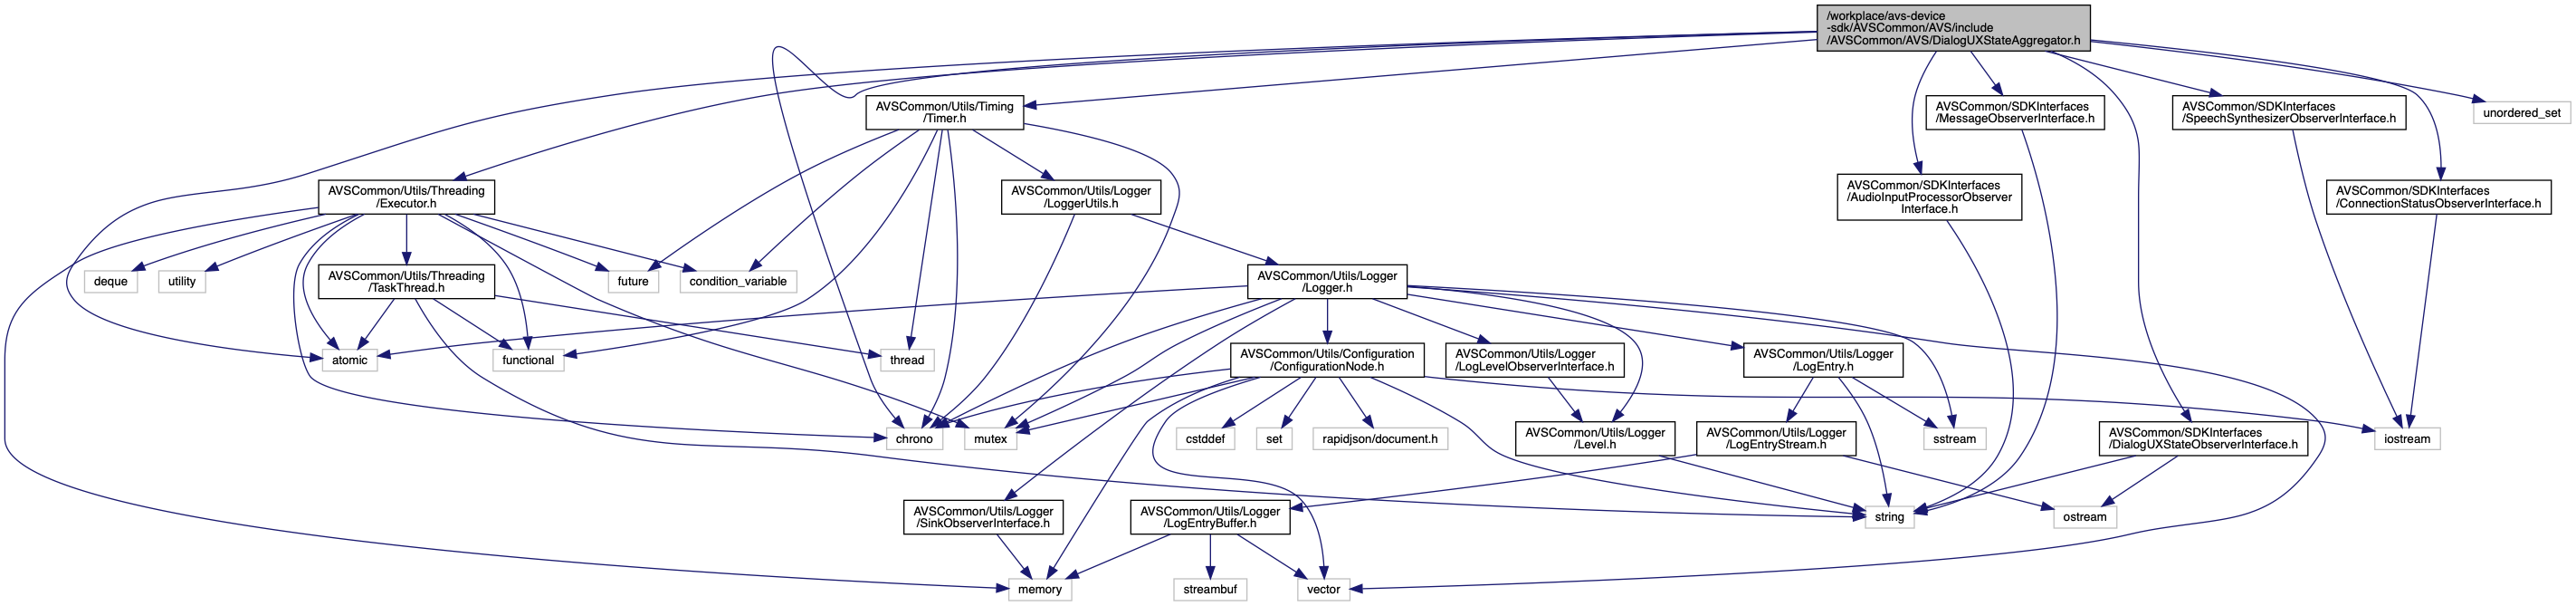 /workplace/avs-device
-sdk/AVSCommon/AVS/include
/AVSCommon/AVS/DialogUXStateAggregator.h
AVSCommon/Utils/Timing
/Timer.h
AVSCommon/SDKInterfaces
/MessageObserverInterface.h
AVSCommon/SDKInterfaces
/SpeechSynthesizerObserverInterface.h
unordered_set
AVSCommon/Utils/Threading
/Executor.h
AVSCommon/Utils/Logger
/LoggerUtils.h
AVSCommon/SDKInterfaces
/AudioInputProcessorObserver
Interface.h
AVSCommon/SDKInterfaces
/ConnectionStatusObserverInterface.h
deque
utility
AVSCommon/Utils/Threading
/TaskThread.h
future
condition_variable
AVSCommon/Utils/Logger
/Logger.h
atomic
functional
thread
AVSCommon/Utils/Configuration
/ConfigurationNode.h
AVSCommon/Utils/Logger
/LogLevelObserverInterface.h
AVSCommon/Utils/Logger
/LogEntry.h
chrono
mutex
cstddef
set
rapidjson/document.h
AVSCommon/Utils/Logger
/Level.h
AVSCommon/Utils/Logger
/LogEntryStream.h
sstream
AVSCommon/SDKInterfaces
/DialogUXStateObserverInterface.h
iostream
AVSCommon/Utils/Logger
/SinkObserverInterface.h
AVSCommon/Utils/Logger
/LogEntryBuffer.h
string
ostream
memory
streambuf
vector